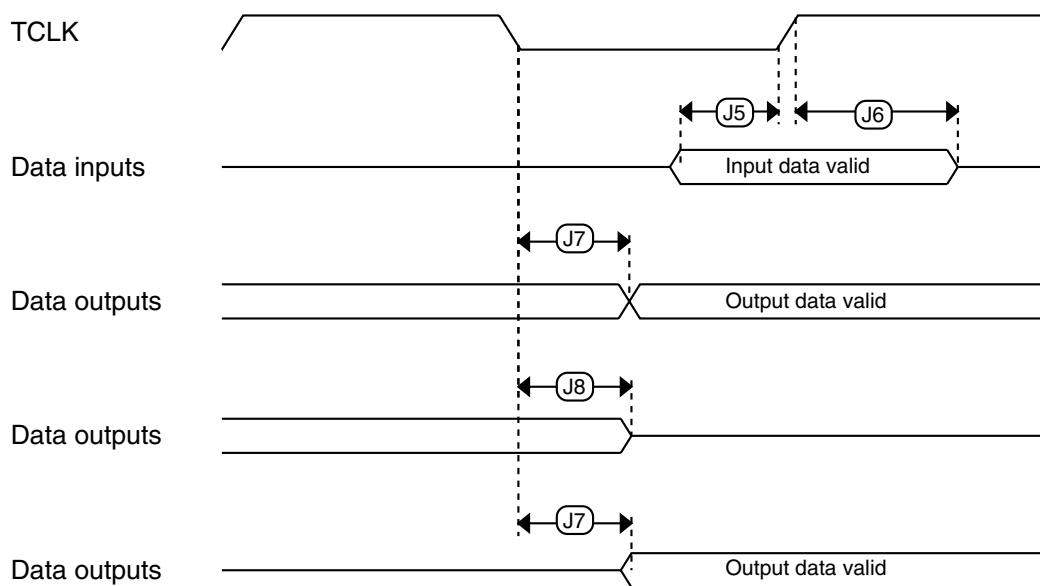 TCLK
J5
J6
Data inputs
Input data valid
J7
Data outputs
Output data valid
J8
Data outputs
J7
Data outputs
Output data valid